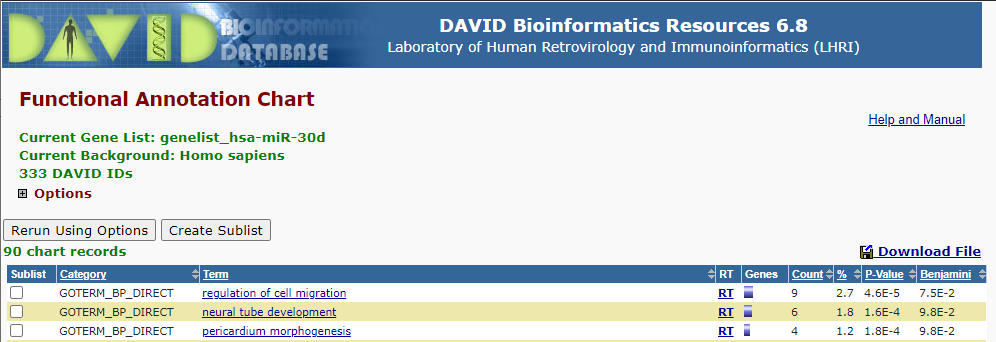 DAVID BIOINFORMATICS
DATABASE
DAVID Bioinformatics Resources 6.8
Laboratory of Human Retrovirology and Immunoinformatics (LHRI)
Functional Annotation Chart
Help and Manual
Current Gene List: genelist_hsa-miR-30d
Current Background: Homo sapiens
333 DAVID IDs
Options
Rerun Using Options Create Sublist
90 chart records Download File
Sublist Category Term RT Genes Count % P-Value Benjamini
GOTERM_BP_DIRECT regulation of cell migration RT 9 2.7 4.6E-5 7.5E-2
GOTERM_BP_DIRECT neural tube development RT 6 1.8 1.6E-4 9.8E-2
GOTERM_BP_DIRECT pericardium morphogenesis RT 4 1.2 1.8E-4 9.8E-2